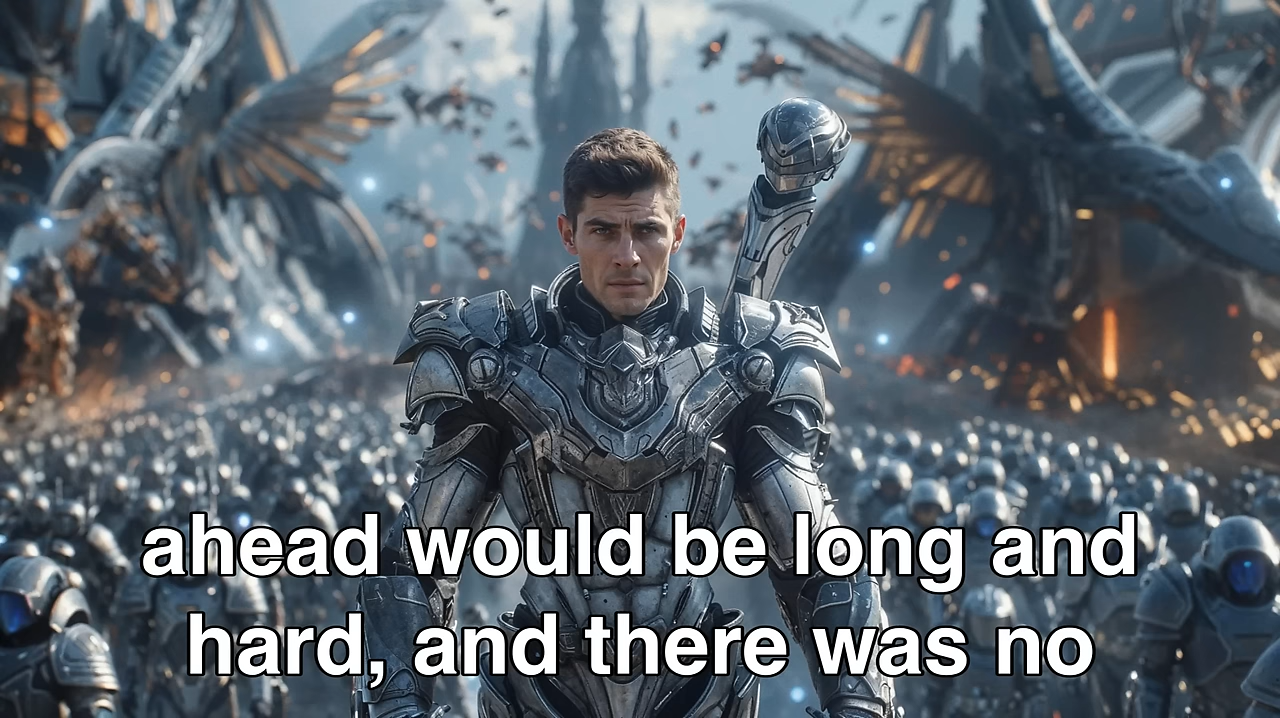 ahead would be long and
hard, and there was no